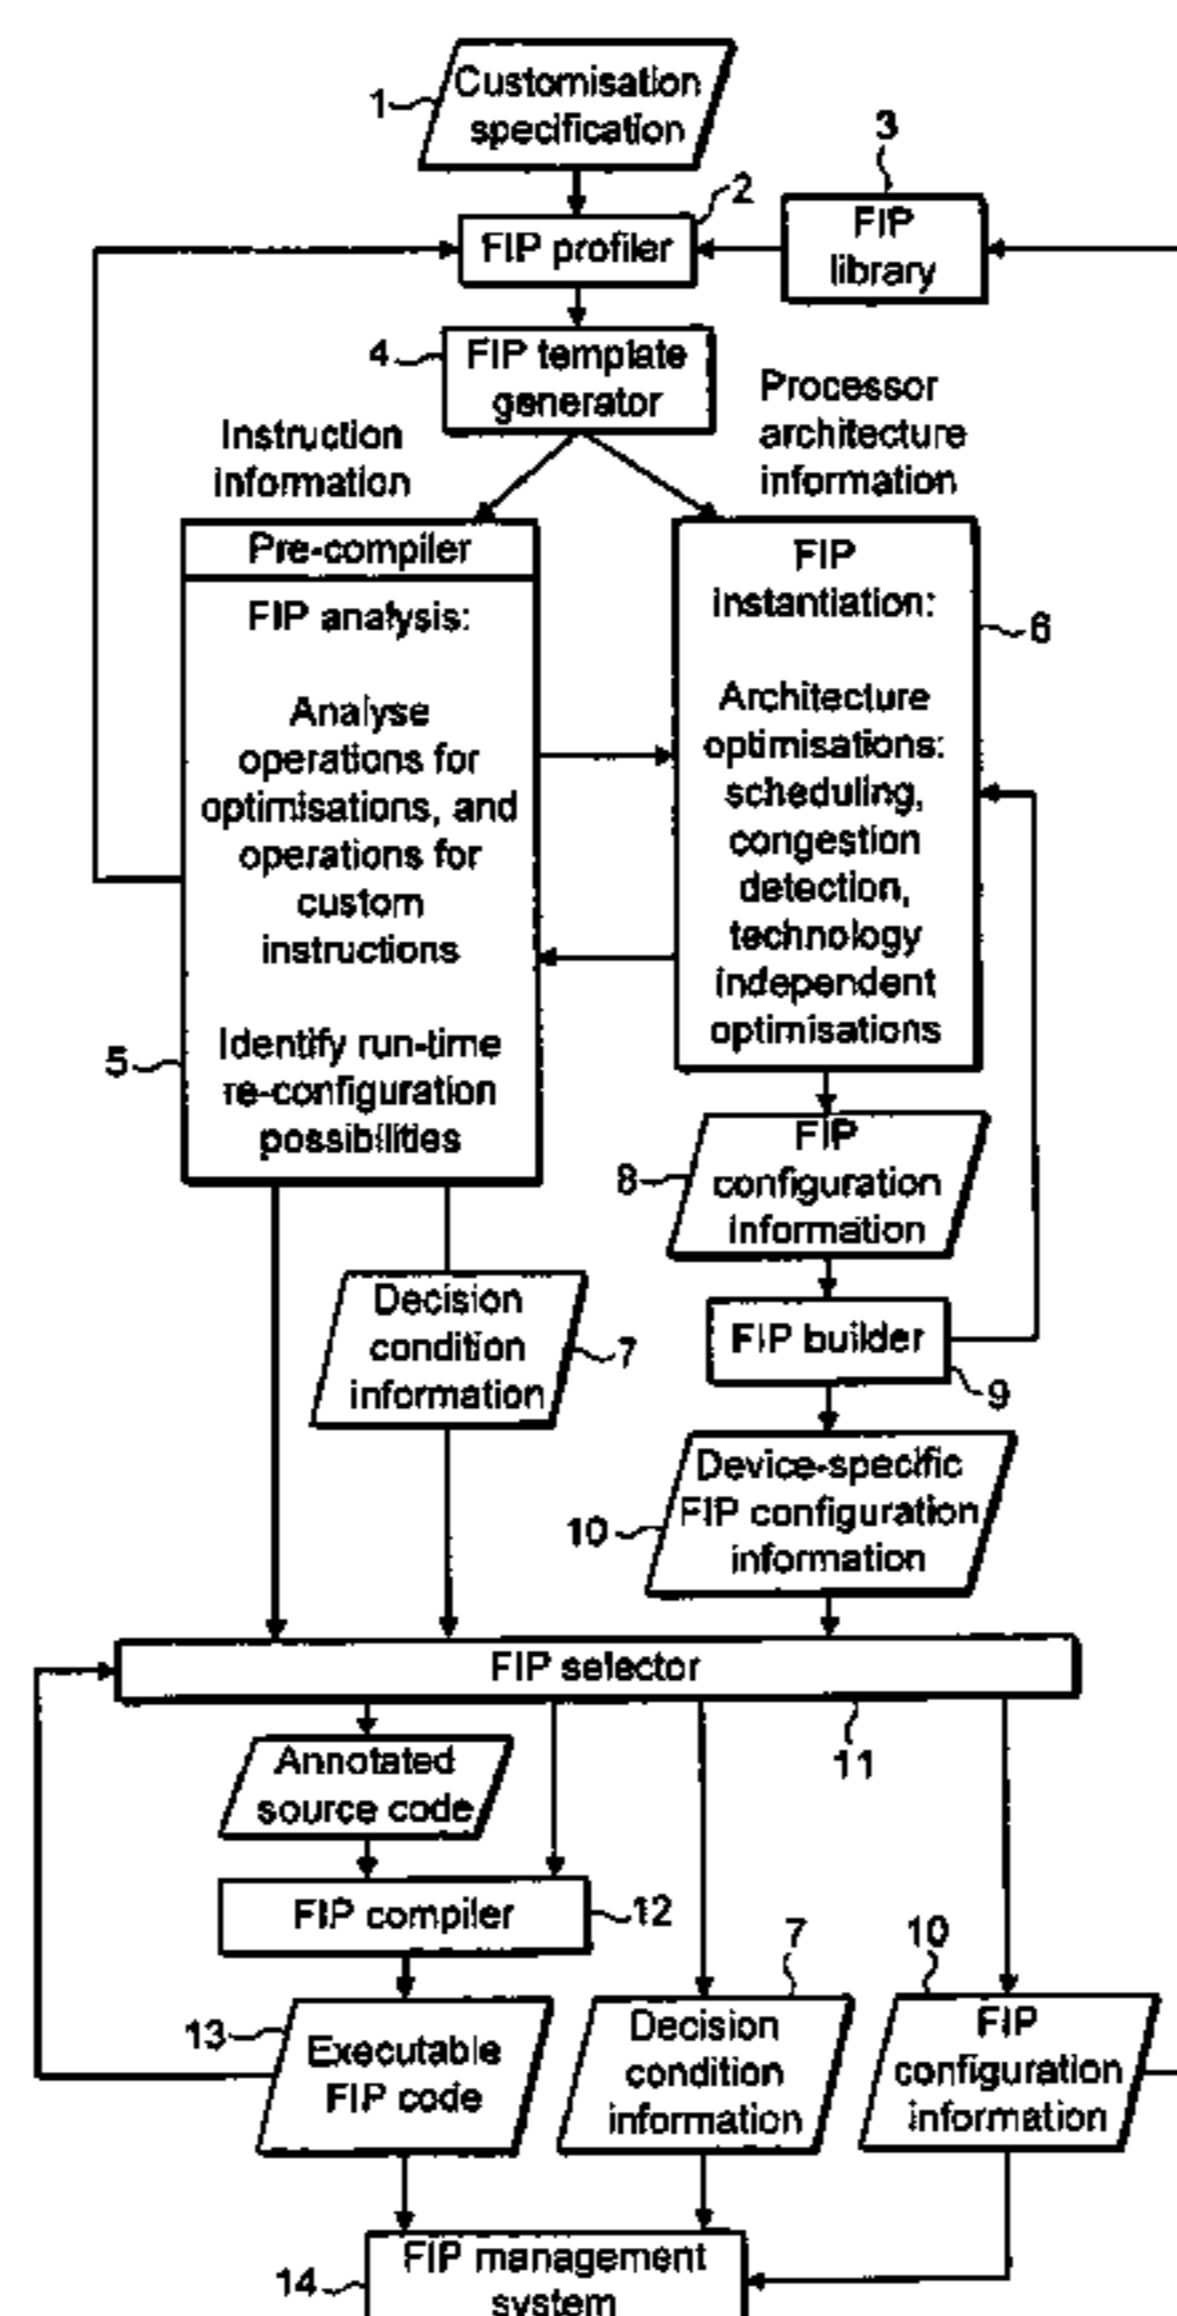 1
Customisation
specification
2
FIP profiler
3
FIP
library
4
FIP template
generator
Instruction
information
Processor
architecture
information
Pre-compiler
FIP analysis:
Analyse
operations for
optimisations, and
operations for
custom
instructions
Identify run-time
re-configuration
possibilities
5
FIP
instantiation:
Architecture
optimisations:
scheduling,
congestion
detection,
technology
independent
optimisations
6
8
FIP
configuration
information
Decision
condition
information
7
FIP builder
9
10
Device-specific
FIP configuration
information
FIP selector
11
Annotated
source code
FIP compiler
12
13
Executable
FIP code
7
Decision
condition
information
10
FIP
configuration
information
14
FIP management
system